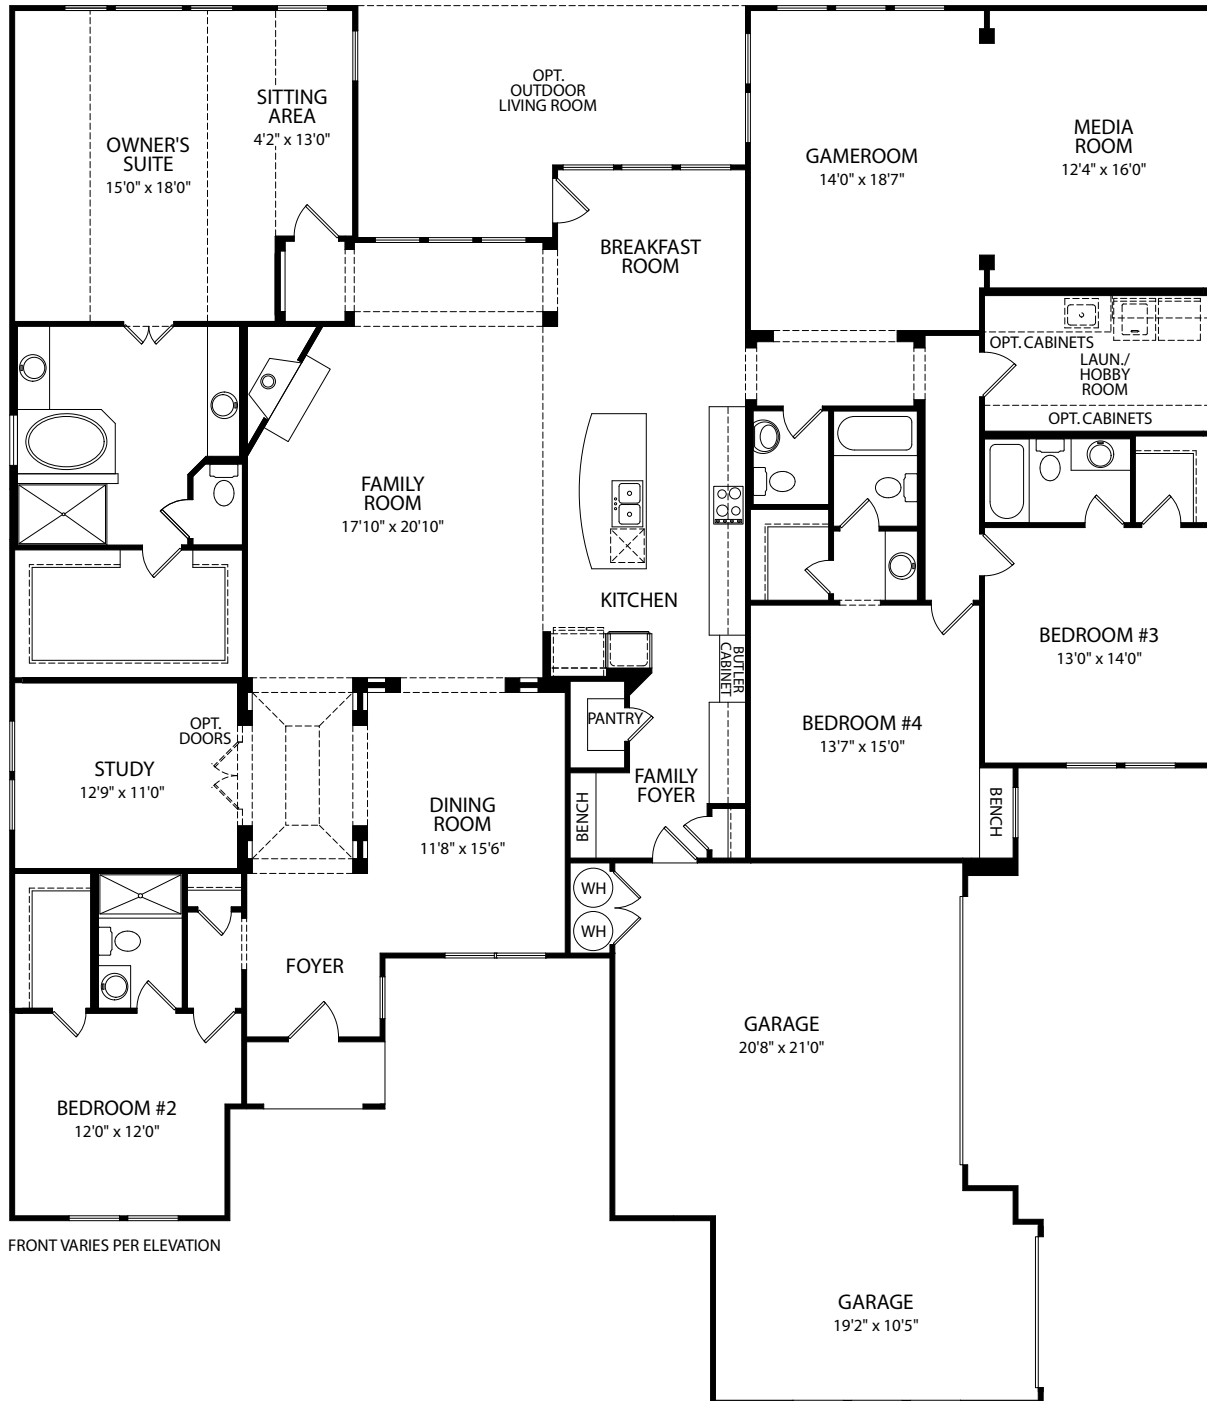 OPT.
OUTDOOR
LIVING ROOM
SITTING
AREA
4'2" x 13'0"
OWNER'S
SUITE
15'0" x 18'0"
GAMEROOM
14'0" x 18'7"
MEDIA
ROOM
12'4" x 16'0"
BREAKFAST
ROOM
OPT. CABINETS
LAUN./
HOBBY
ROOM
OPT. CABINETS
FAMILY
ROOM
17'10" x 20'10"
KITCHEN
BUTLER
CABINET
BEDROOM #3
13'0" x 14'0"
PANTRY
BEDROOM #4
13'7" x 15'0"
OPT.
DOORS
STUDY
12'9" x 11'0"
FAMILY
FOYER
DINING
ROOM
11'8" x 15'6"
BENCH
BENCH
WH
WH
FOYER
GARAGE
20'8" x 21'0"
BEDROOM #2
12'0" x 12'0"
FRONT VARIES PER ELEVATION
GARAGE
19'2" x 10'5"